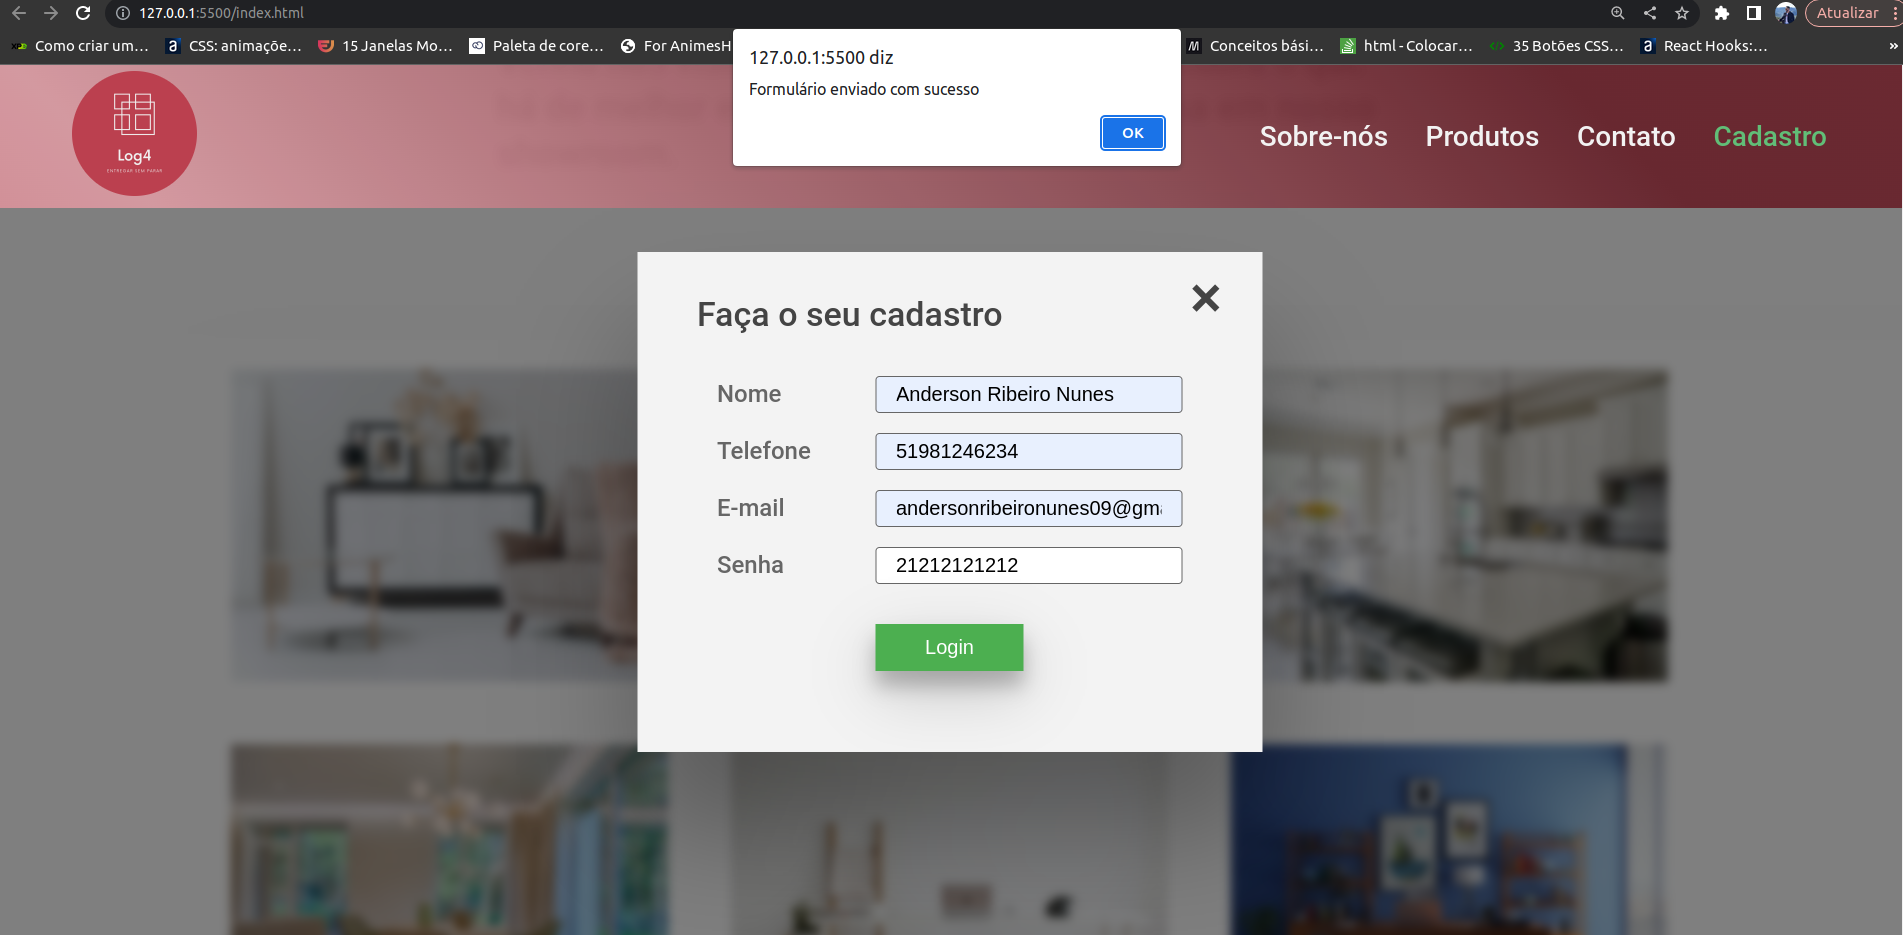 127.0.0.1:5500/index.html
Atualizar
Como criar um...
CSS: animaçõe...
15 Janelas Mo...
Paleta de core...
For AnimesH
Conceitos bási...
html - Colocar...
35 Botões CSS...
React Hooks:...
»
127.0.0.1:5500 diz
Formulário enviado com sucesso
OK
Log4
ENTREGAR SEM PARAR
Sobre-nós
Produtos
Contato
Cadastro
Faça o seu cadastro
Nome
Anderson Ribeiro Nunes
Telefone
51981246234
E-mail
andersonribeironunes09@gma
Senha
21212121212
Login